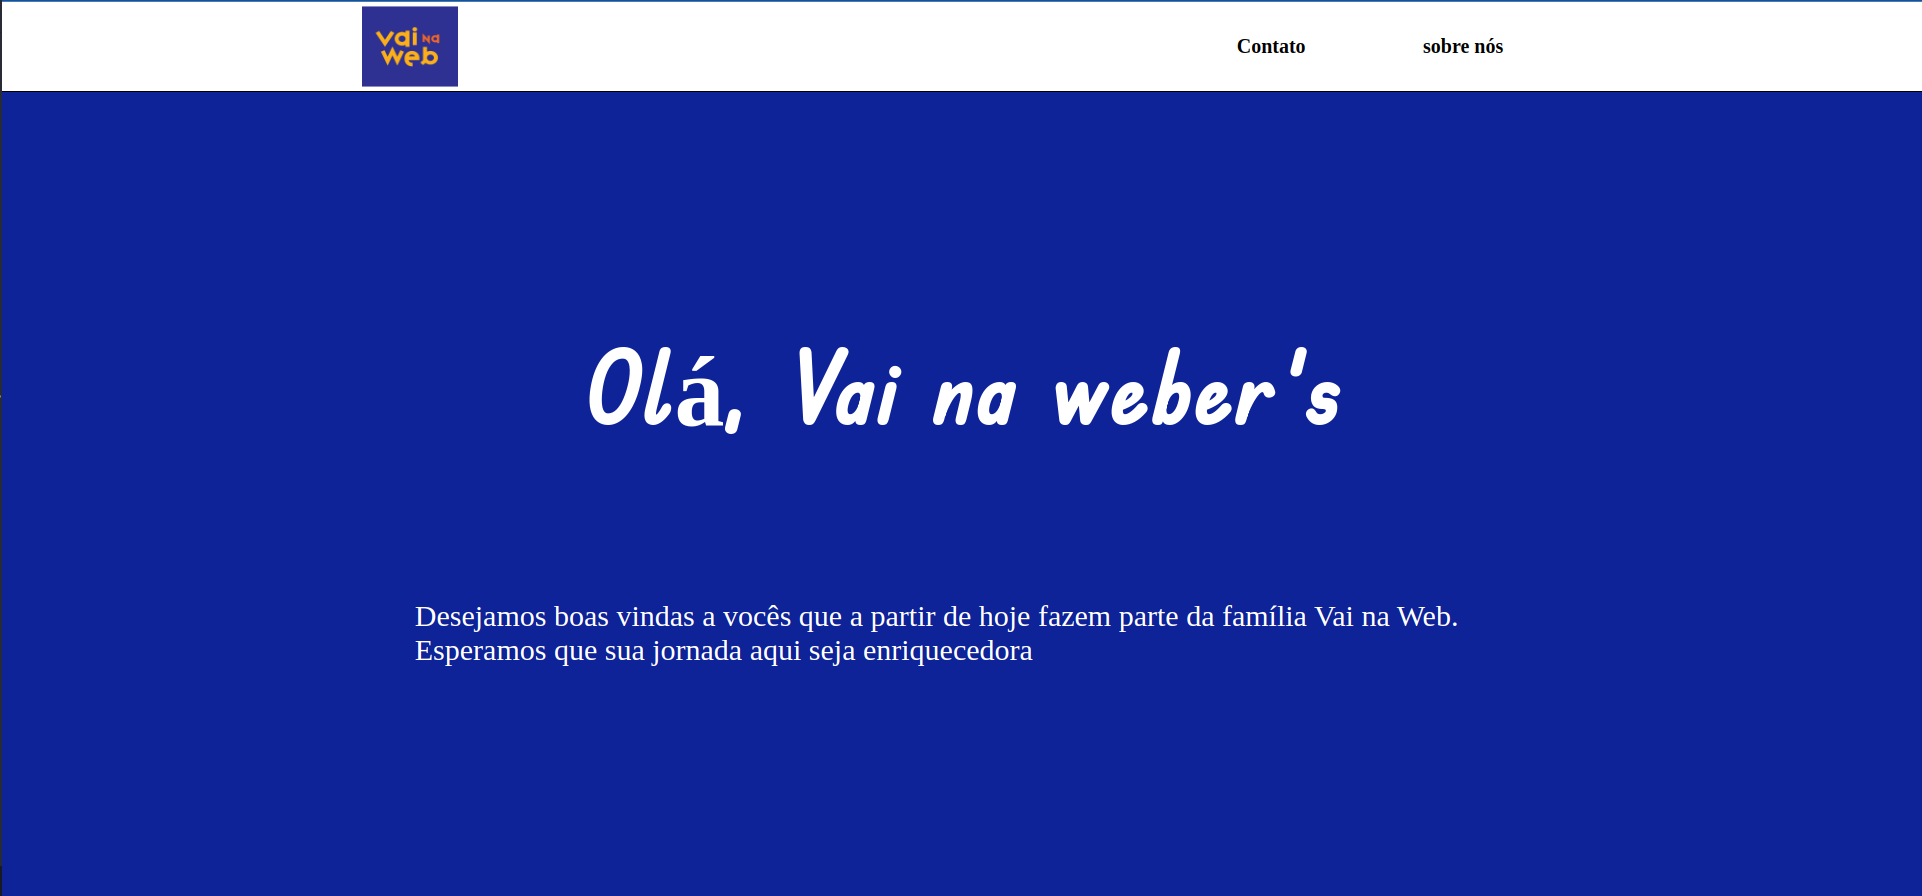 vai na
web
Contato
sobre nós
Olá, Vai na weber's
Desejamos boas vindas a vocês que a partir de hoje fazem parte da família Vai na Web.
Esperamos que sua jornada aqui seja enriquecedora